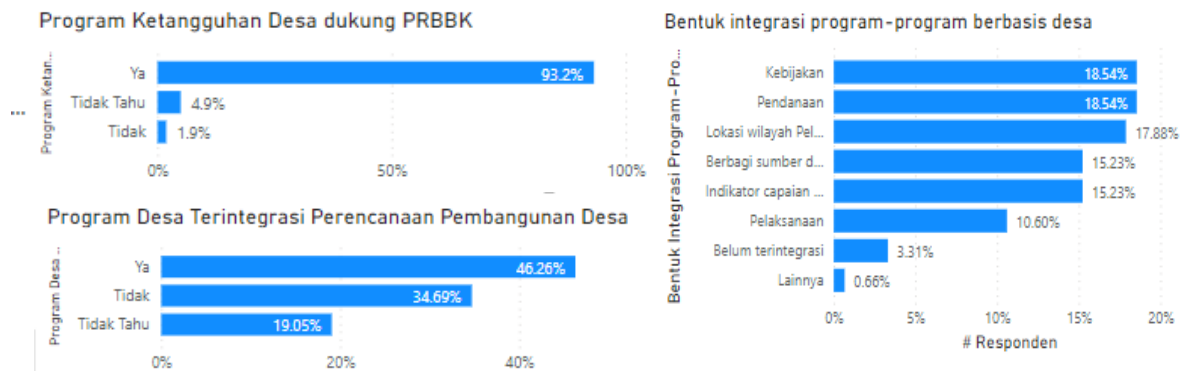 Program Ketangguhan Desa dukung PRBBK
Program Ketan...
Ya
93.2%
Tidak Tahu
4.9%
Tidak
1.9%
0%
50%
100%
...
Program Desa Terintegrasi Perencanaan Pembangunan Desa
Program Desa ...
Ya
46.26%
Tidak
34.69%
Tidak Tahu
19.05%
0%
20%
40%
Bentuk integrasi program-program berbasis desa
Bentuk Integrasi Program-Pro...
Kebijakan
18.54%
Pendanaan
18.54%
Lokasi wilayah Pel...
17.88%
Berbagi sumber d...
15.23%
Indikator capaian ...
15.23%
Pelaksanaan
10.60%
Belum terintegrasi
3.31%
Lainnya
0.66%
0%
5%
10%
15%
20%
# Responden